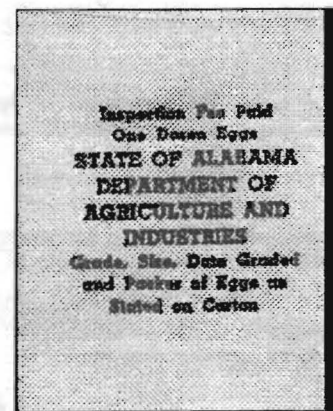 Inspection Fee Paid
One Dozen Eggs
STATE OF ALABAMA
DEPARTMENT OF
AGRICULTURE AND
INDUSTRIES
Grade, Size, Date Graded
and Packer of Eggs as
Stated on Carton